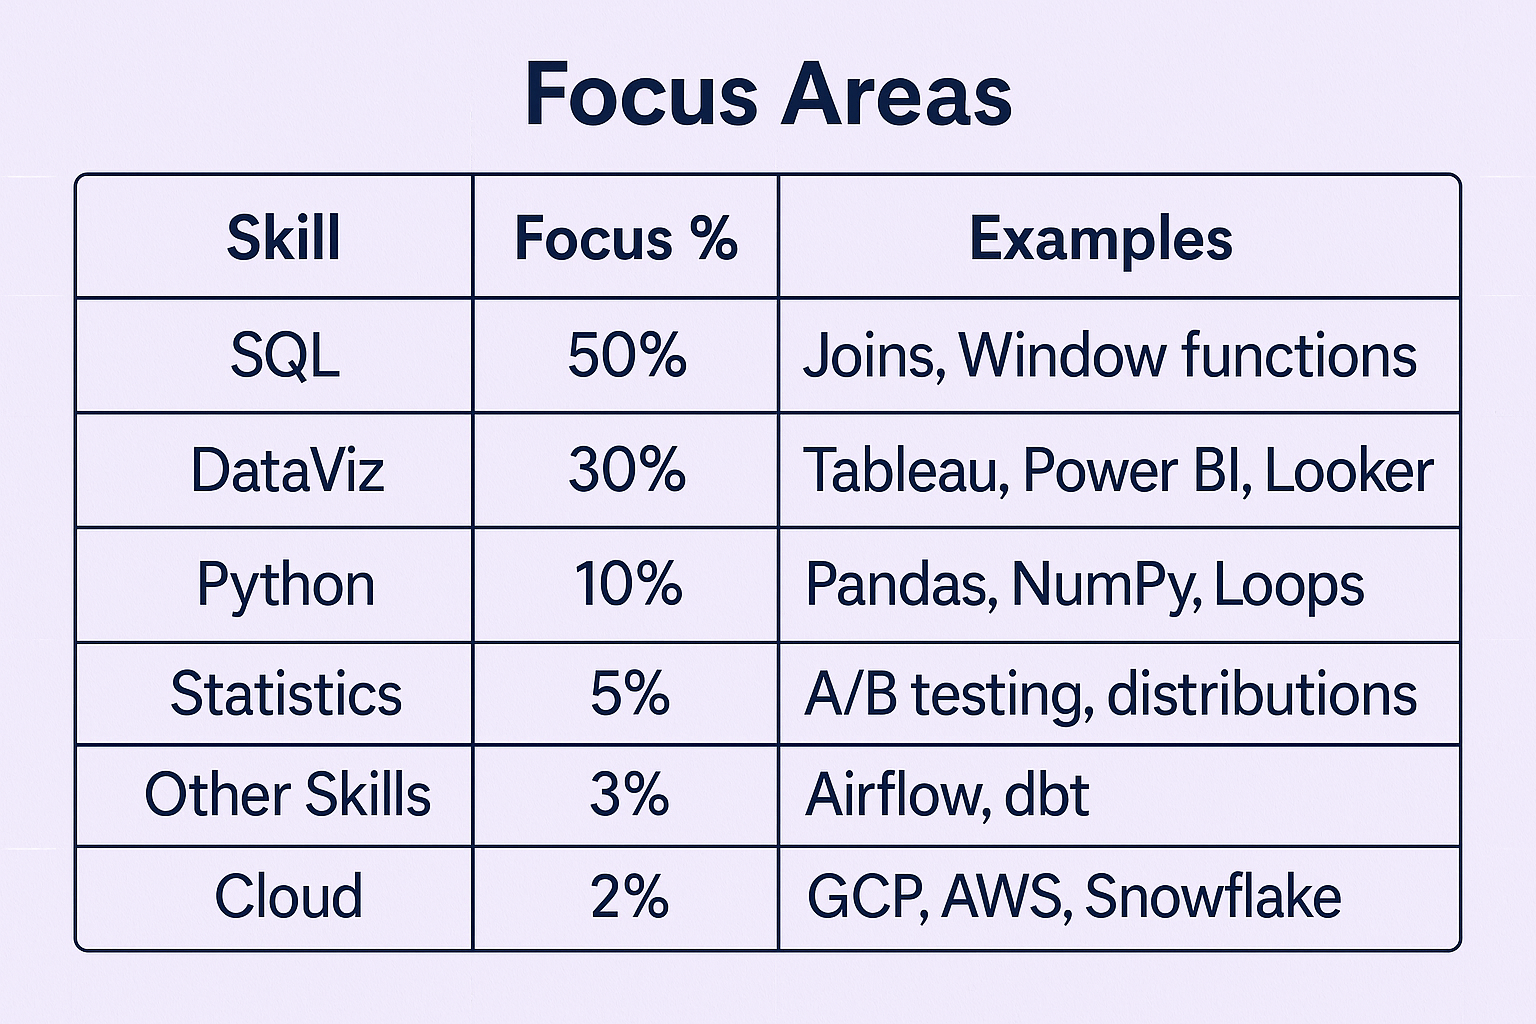 Focus Areas
Skill Focus % Examples
SQL 50% Joins, Window functions
DataViz 30% Tableau, Power BI, Looker
Python 10% Pandas, NumPy, Loops
Statistics 5% A/B testing, distributions
Other Skills 3% Airflow, dbt
Cloud 2% GCP, AWS, Snowflake